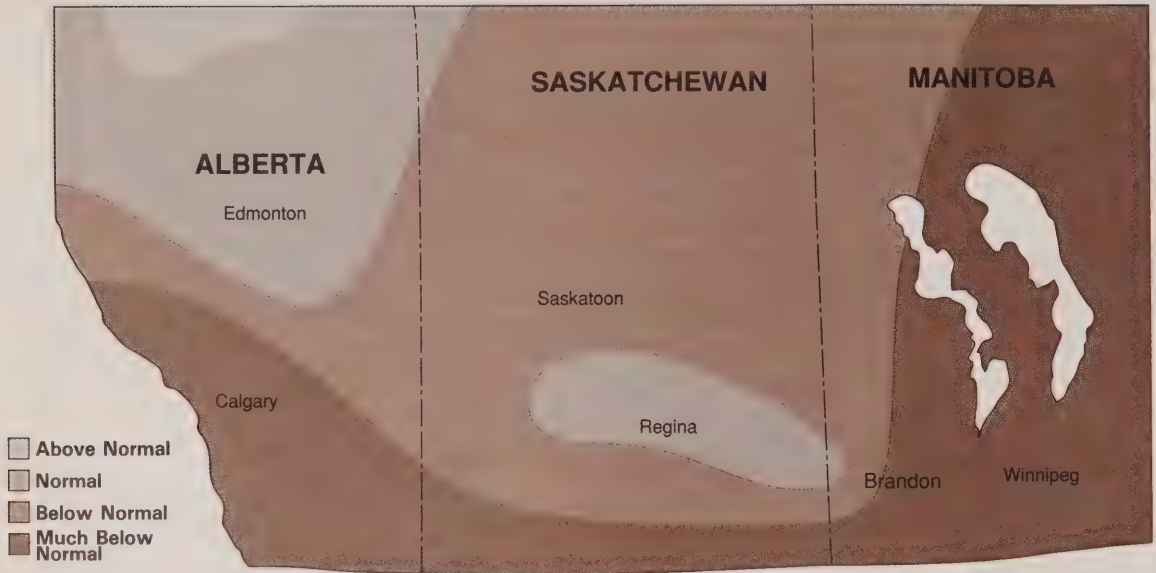 SASKATCHEWAN
MANITOBA
ALBERTA
Edmonton
Saskatoon
Calgary
Regina
Brandon
Winnipeg
Above Normal
Normal
Below Normal
Much Below
Normal